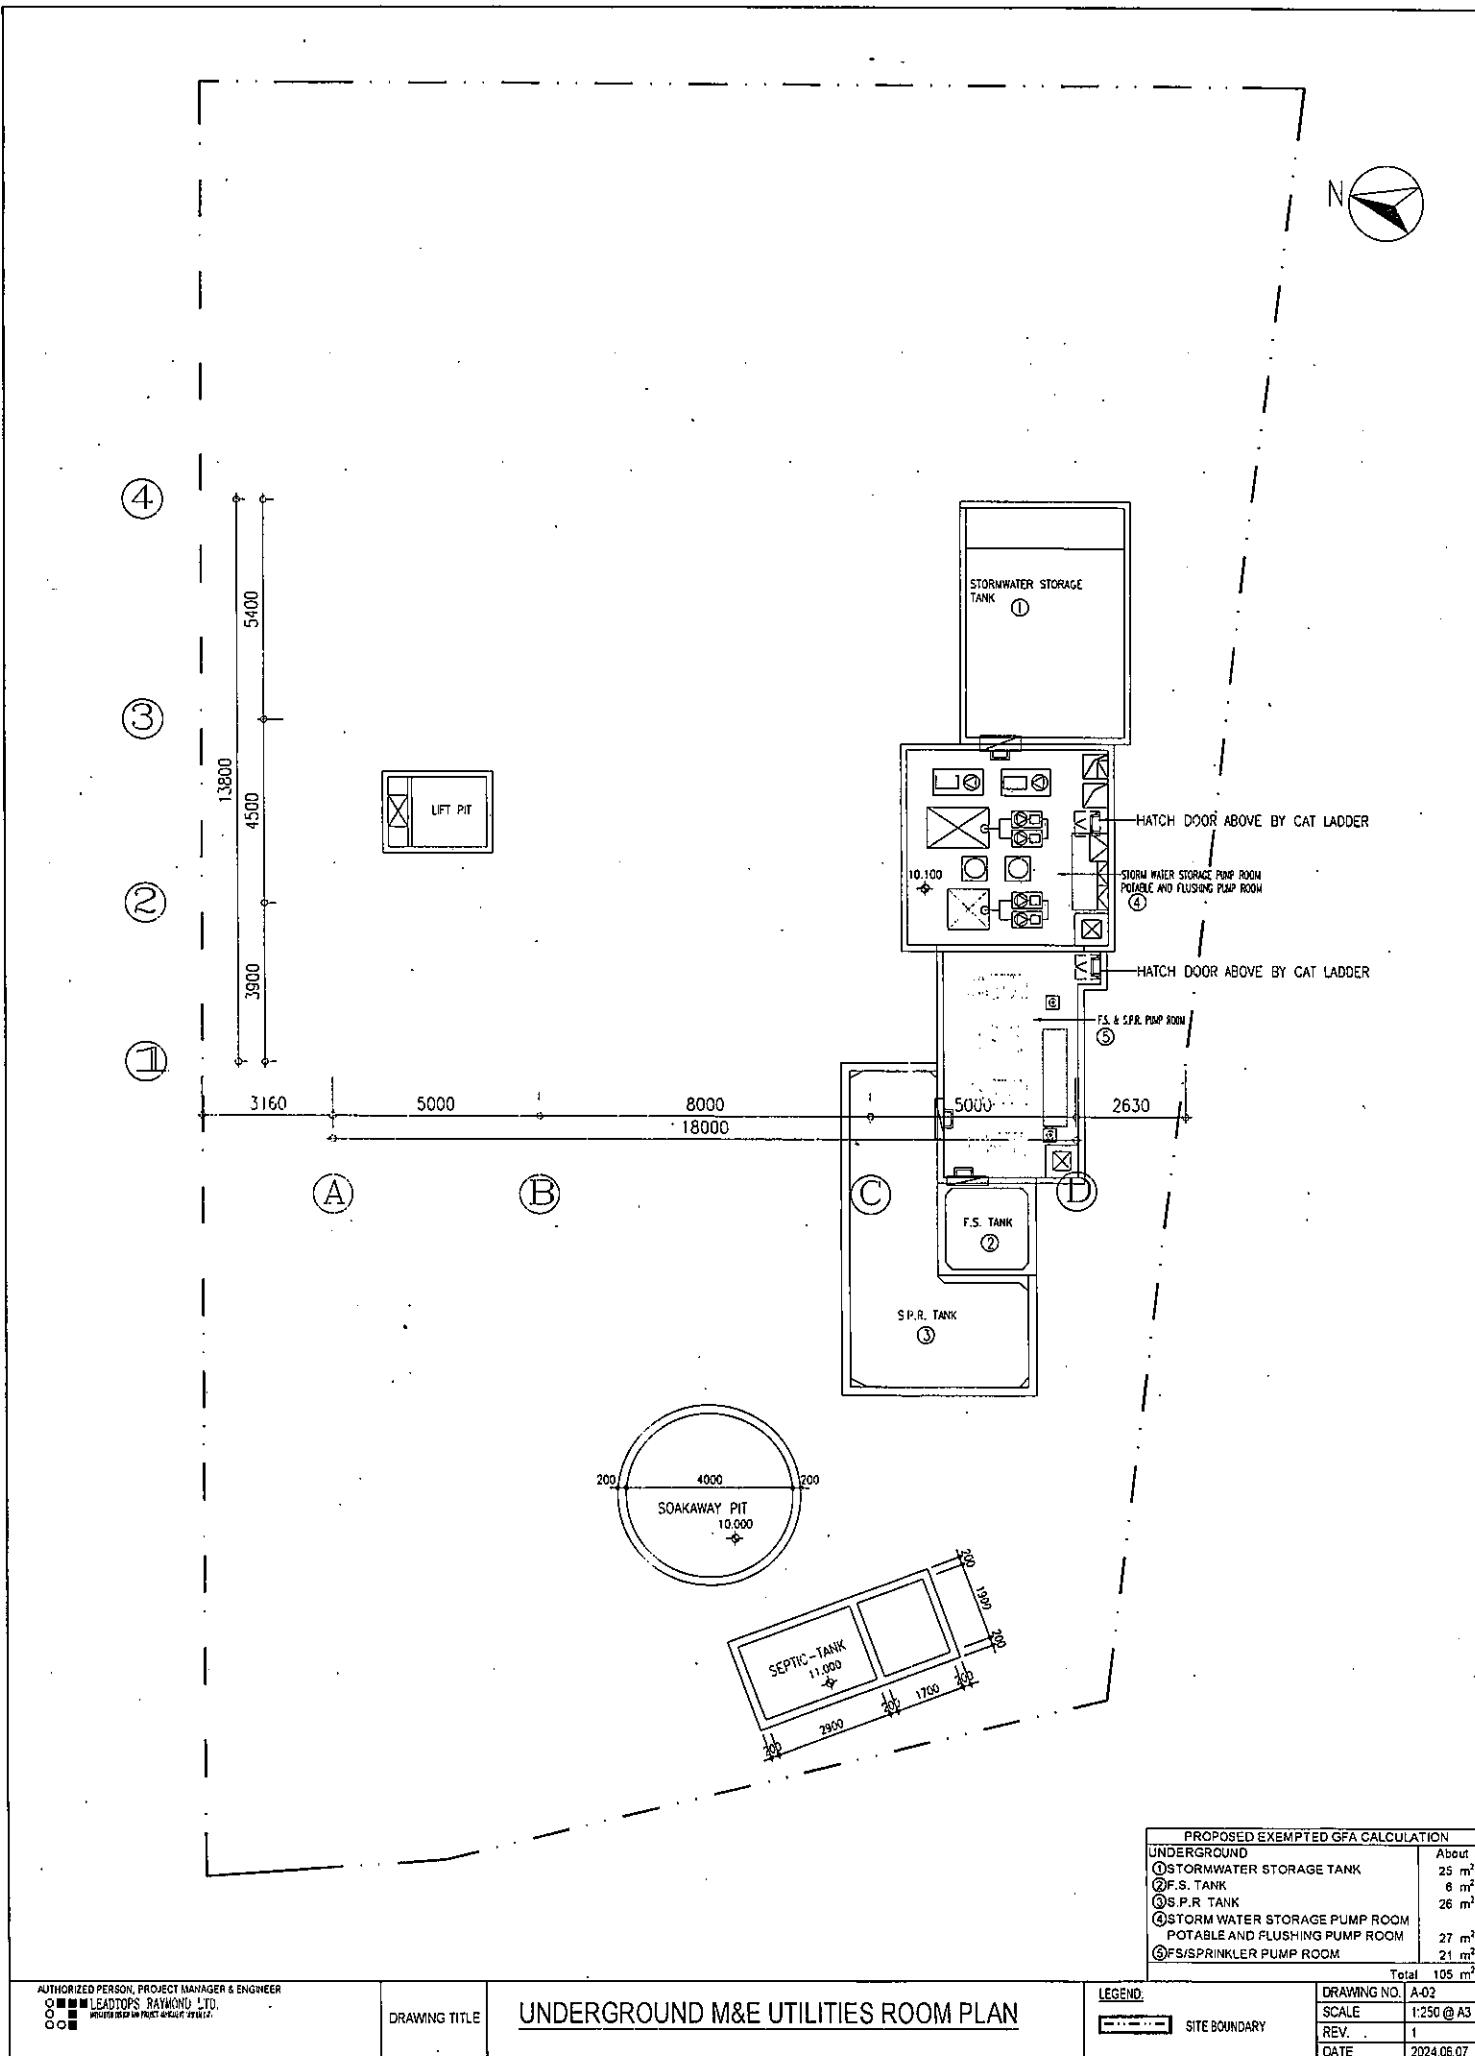 N
4
3
2
1
5400
4500
3900
13800
STORMWATER STORAGE
TANK
1
LIFT PIT
HATCH DOOR ABOVE BY CAT LADDER
10.100
STORM WATER STORAGE PUMP ROOM
POTABLE AND FLUSHING PUMP ROOM
4
HATCH DOOR ABOVE BY CAT LADDER
F.S. & S.P.R. PUMP ROOM
5
3160
5000
8000
5000
2630
18000
A
B
C
D
F.S. TANK
2
S.P.R. TANK
3
200
4000
200
SOAKAWAY PIT
10.000
200
1900
200
SEPTIC-TANK
11.000
200
2900
200
1700
200
PROPOSED EXEMPTED GFA CALCULATION
UNDERGROUND About
①STORMWATER STORAGE TANK 25 m²
②F.S. TANK 6 m²
③S.P.R TANK 26 m²
④STORM WATER STORAGE PUMP ROOM
POTABLE AND FLUSHING PUMP ROOM 27 m²
⑤FS/SPRINKLER PUMP ROOM 21 m²
Total 105 m²
AUTHORIZED PERSON, PROJECT MANAGER & ENGINEER
LEADTOPS RAYMOND LTD.
DRAWING TITLE
UNDERGROUND M&E UTILITIES ROOM PLAN
LEGEND:
SITE BOUNDARY
DRAWING NO. A-02
SCALE 1:250 @ A3
REV. 1
DATE 2024.06.07